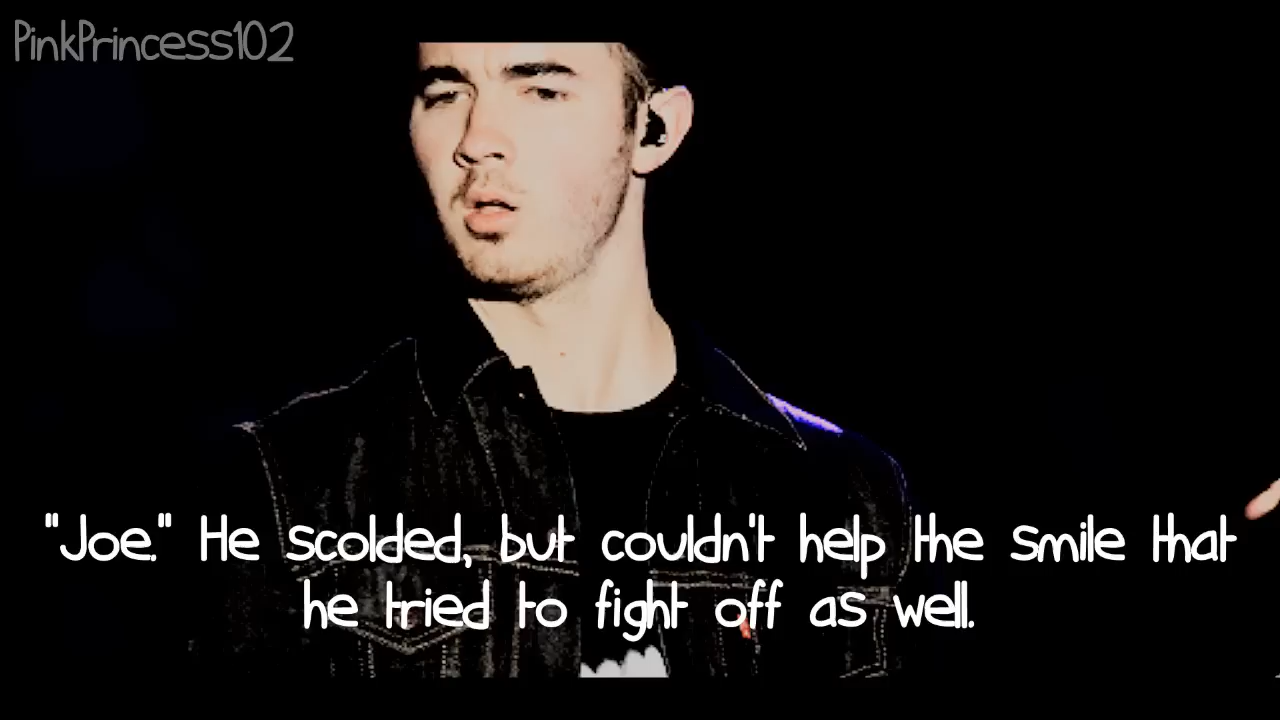 PinkPrincess102
"Joe." He scolded, but couldn't help the smile that
he tried to fight off as well.